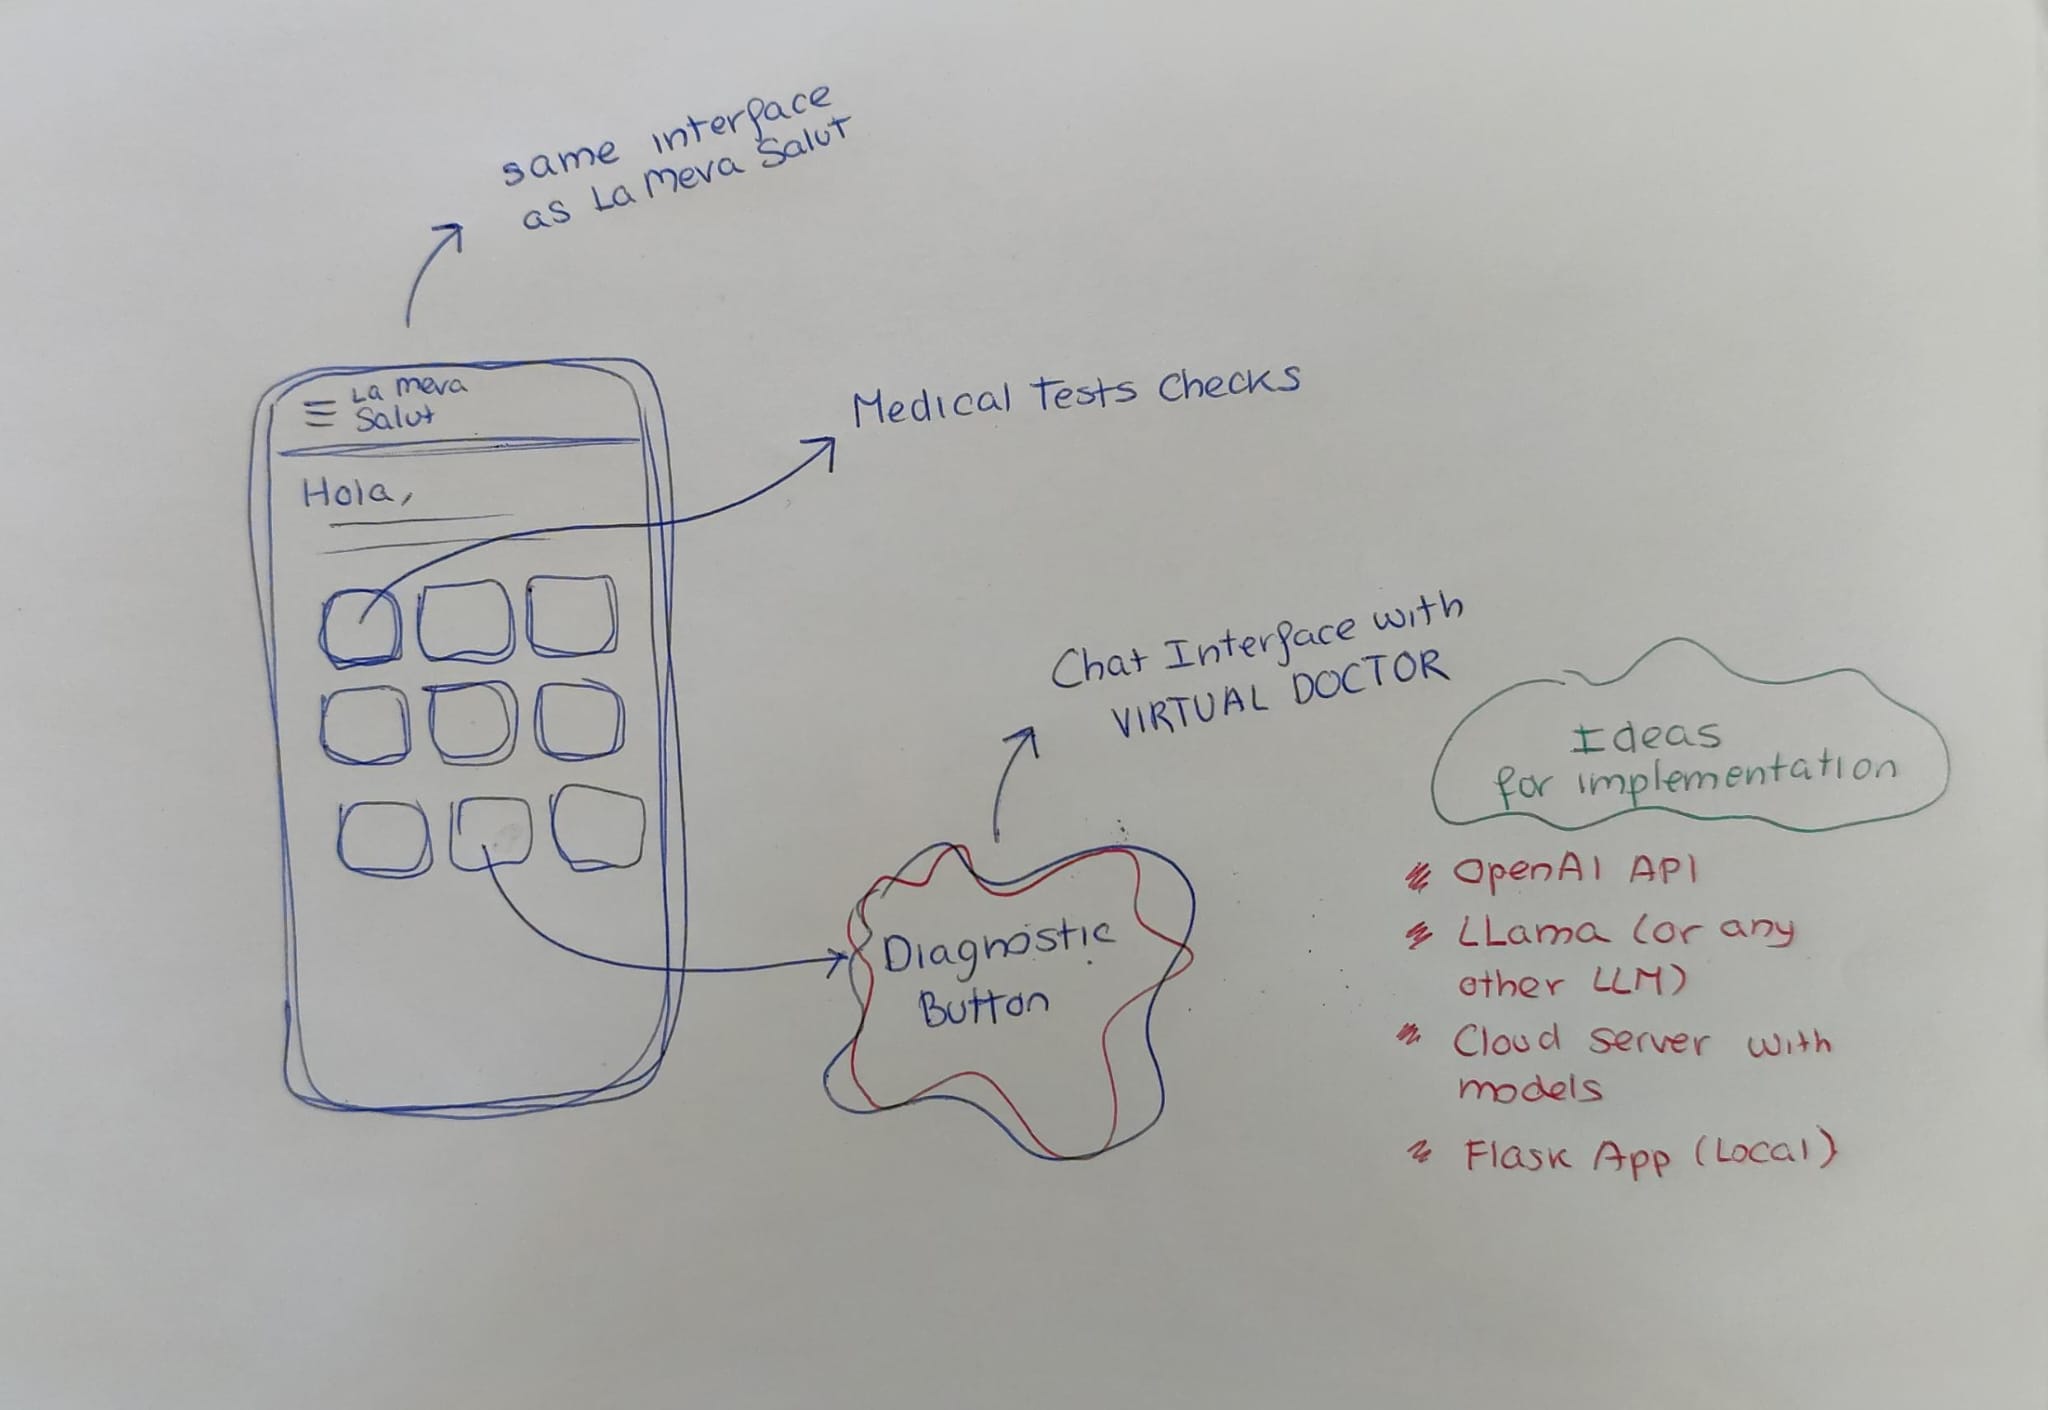 same interface
as La Meva Salut
La Meva
Salut
Hola,
Medical Tests Checks
Chat Interface with
VIRTUAL DOCTOR
Diagnostic
Button
Ideas
for implementation
OpenAI API
LLama (or any
other LLM)
Cloud server with
models
Flask App (Local)